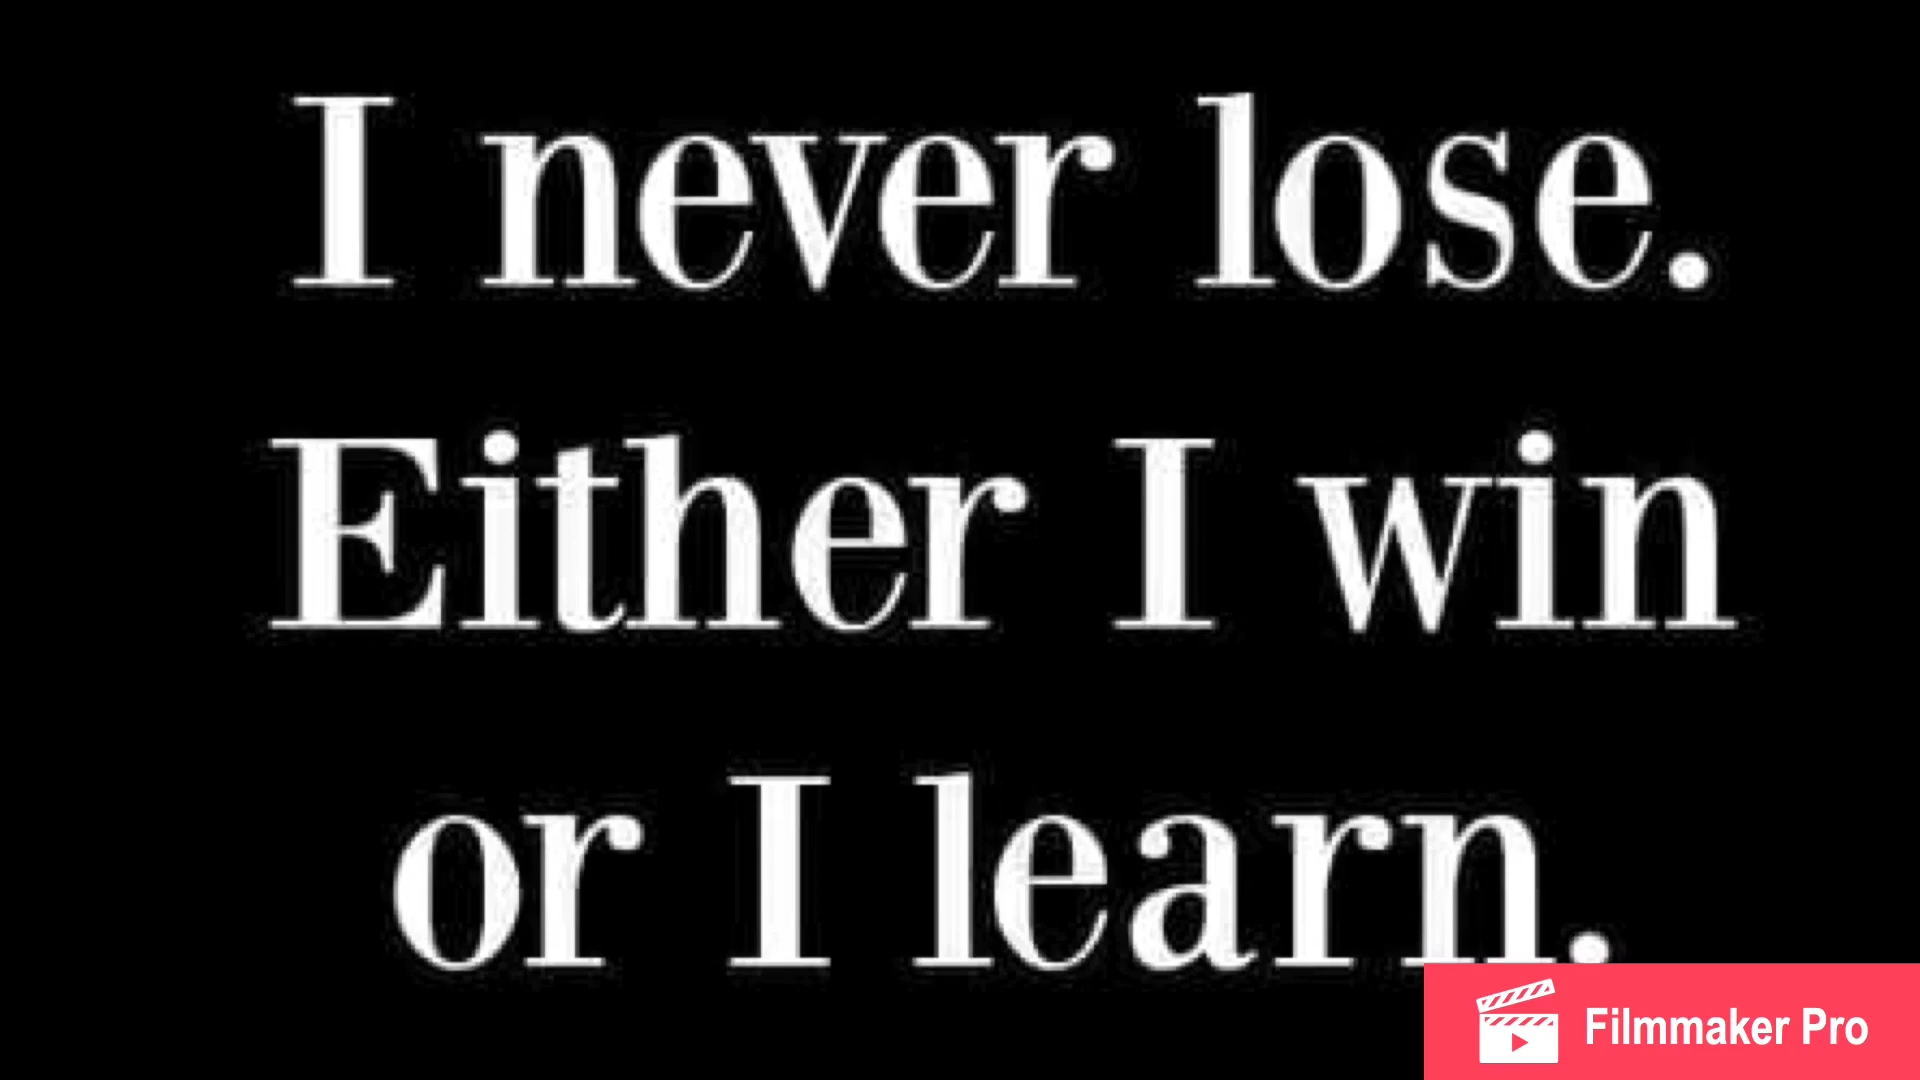 I never lose.
Either I win
or I learn.
Filmmaker Pro